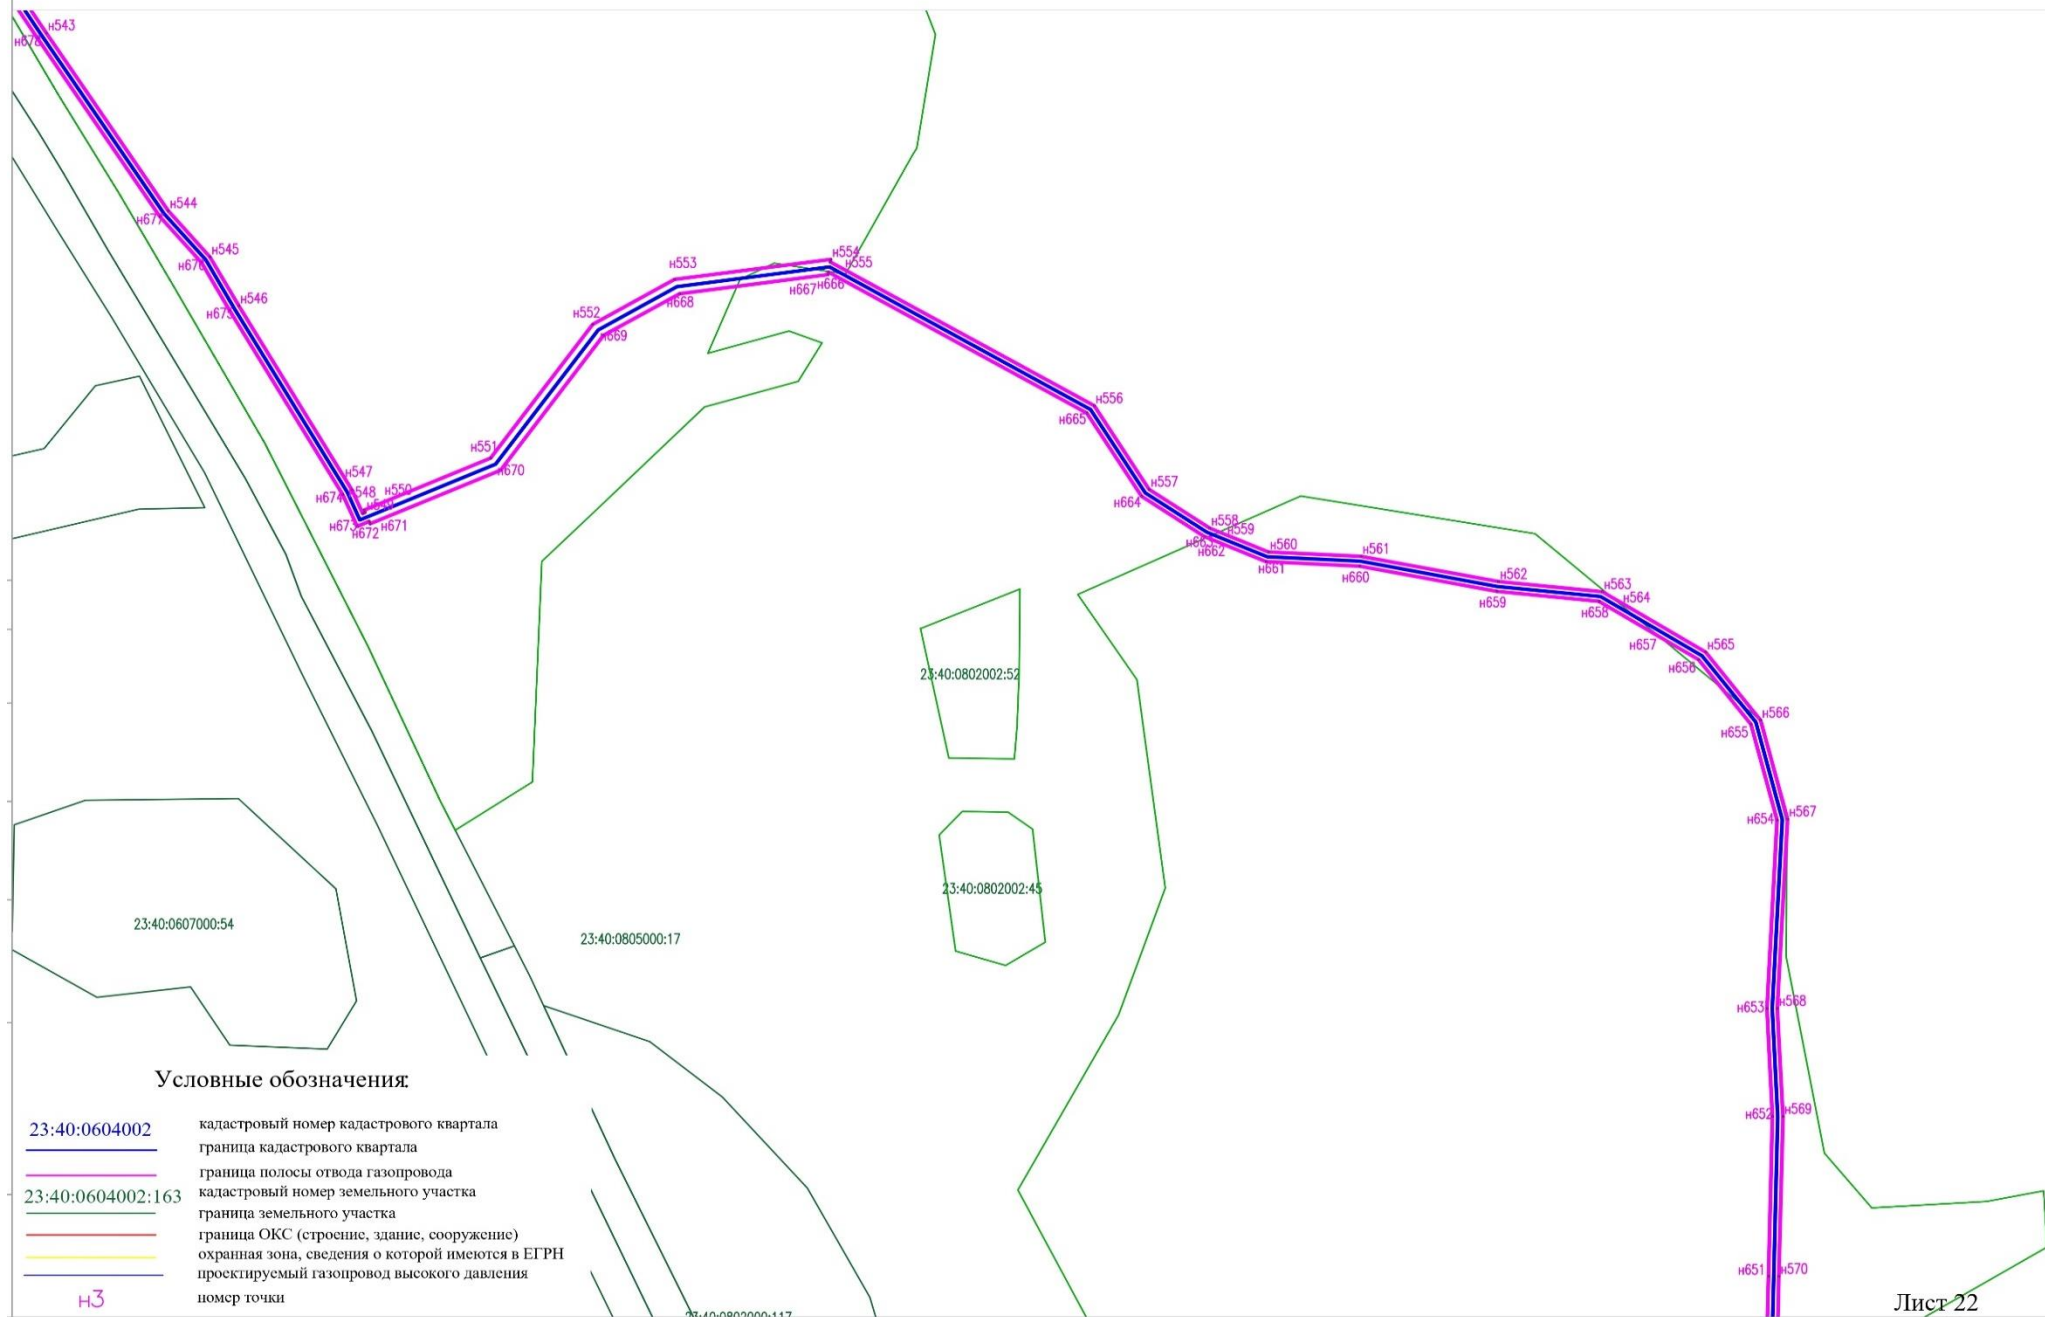 н543
н678
н544
н677
н545
н676
н546
н675
н554
н555
н553
н667
н666
н668
н552
н669
н556
н665
н551
н670
н547
н674
н548
н550
н549
н673
н671
н672
н557
н664
н558
н559
н663
н662
н560
н561
н661
н660
н562
н659
н563
н564
н658
н657
н565
н656
н566
н655
н567
н654
н568
н653
н569
н652
н570
н651
23:40:0802002:52
23:40:0802002:45
23:40:0607000:54
23:40:0805000:17
Условные обозначения:
23:40:0604002 кадастровый номер кадастрового квартала
граница кадастрового квартала
граница полосы отвода газопровода
23:40:0604002:163 кадастровый номер земельного участка
граница земельного участка
граница ОКС (строение, здание, сооружение)
охранная зона, сведения о которой имеются в ЕГРН
проектируемый газопровод высокого давления
н3 номер точки
Лист 22